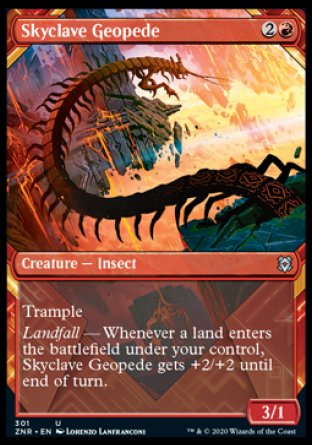 Skyclave Geopede 2
Creature — Insect
Trample
Landfall — Whenever a land enters
the battlefield under your control,
Skyclave Geopede gets +2/+2 until
end of turn.
3/1
301 U
ZNR • EN Lorenzo Lanfranconi
™ & © 2020 Wizards of the Coast